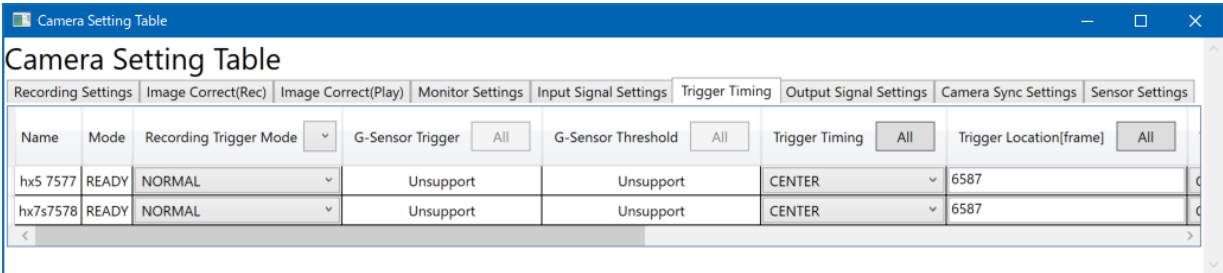 Camera Setting Table
Camera Setting Table
Recording Settings Image Correct(Rec) Image Correct(Play) Monitor Settings Input Signal Settings Trigger Timing Output Signal Settings Camera Sync Settings Sensor Settings
Name Mode Recording Trigger Mode G-Sensor Trigger All G-Sensor Threshold All Trigger Timing All Trigger Location[frame] All
hx5 7577 READY NORMAL Unsupport Unsupport CENTER 6587
hx7s7578 READY NORMAL Unsupport Unsupport CENTER 6587